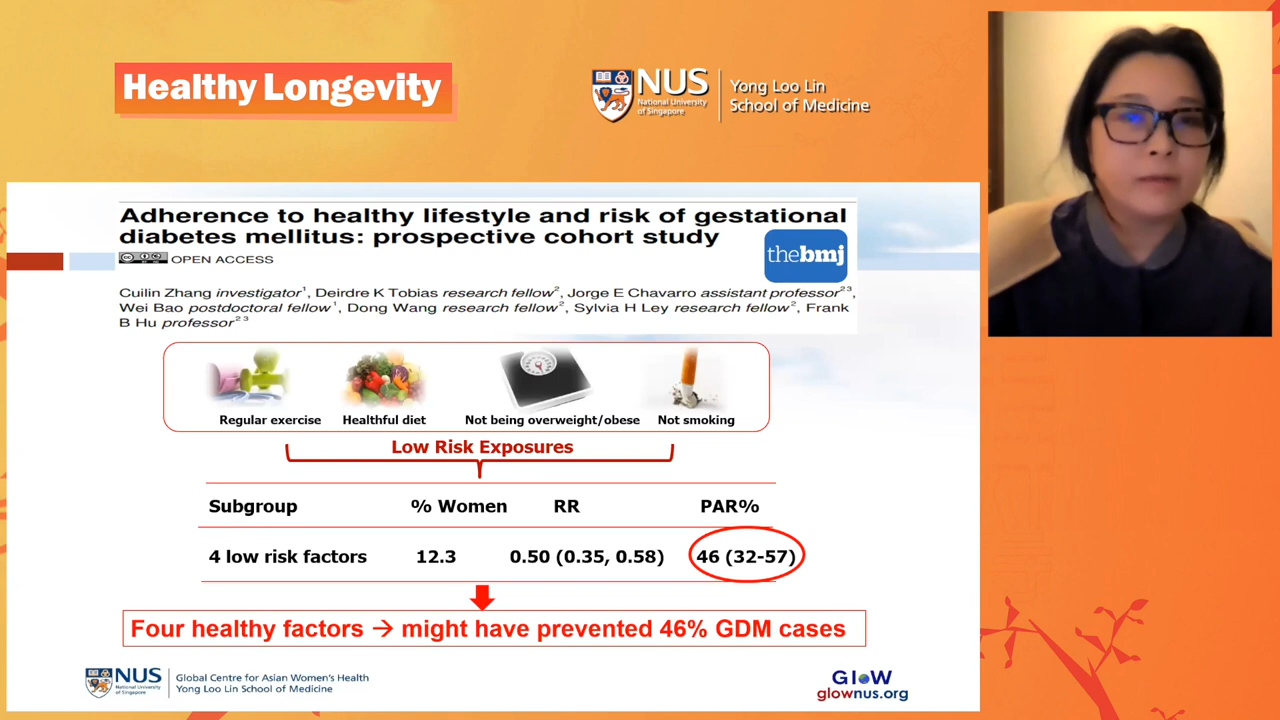 Healthy Longevity
NUS
National University
of Singapore
Yong Loo Lin
School of Medicine
Adherence to healthy lifestyle and risk of gestational
diabetes mellitus: prospective cohort study
OPEN ACCESS
thebmj
Cuilin Zhang investigator¹, Deirdre K Tobias research fellow², Jorge E Chavarro assistant professor²³,
Wei Bao postdoctoral fellow¹, Dong Wang research fellow², Sylvia H Ley research fellow², Frank
B Hu professor²³
Regular exercise
Healthful diet
Not being overweight/obese
Not smoking
Low Risk Exposures
Subgroup % Women RR PAR%
4 low risk factors 12.3 0.50 (0.35, 0.58) 46 (32-57)
Four healthy factors → might have prevented 46% GDM cases
NUS
National University
of Singapore
Global Centre for Asian Women's Health
Yong Loo Lin School of Medicine
GloW
glownus.org